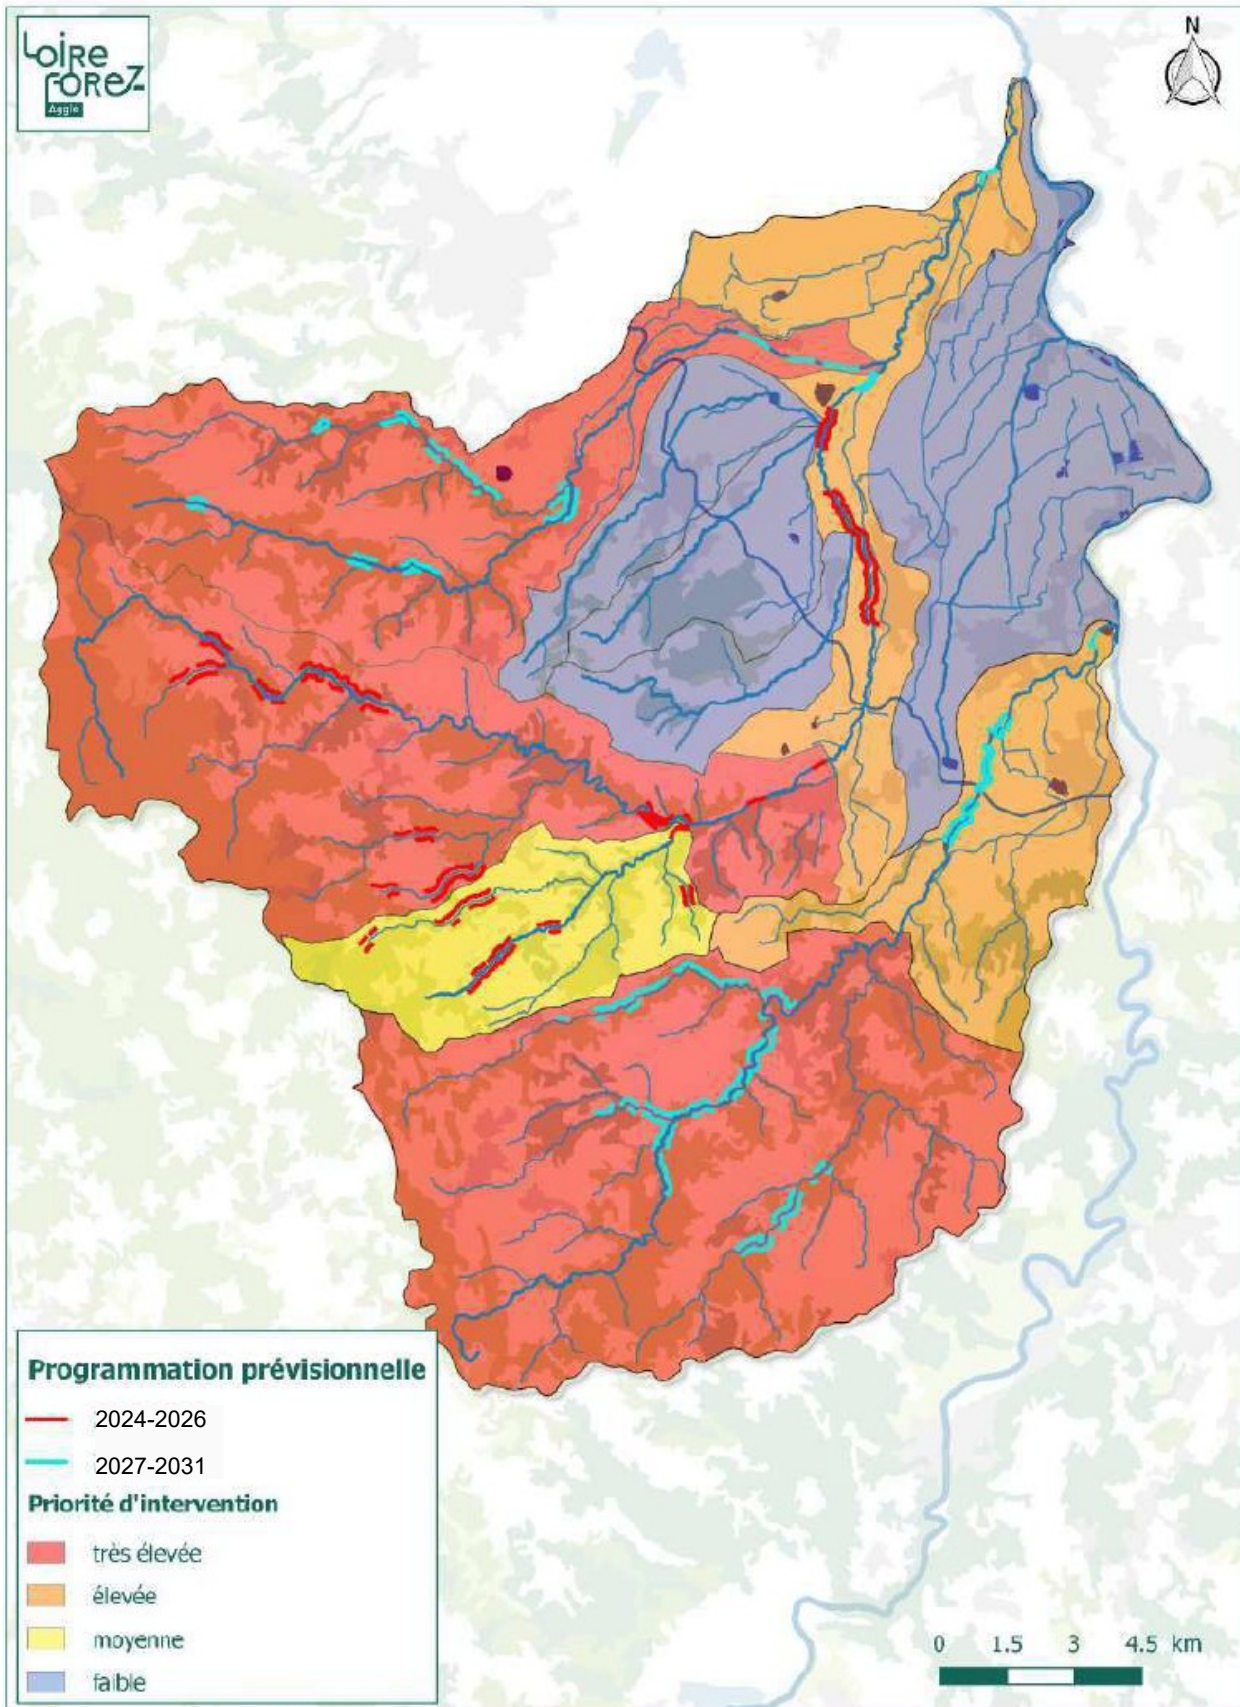 Loire
Forez
Agglo
N
Programmation prévisionnelle
2024-2026
2027-2031
Priorité d'intervention
très élevée
élevée
moyenne
faible
0 1.5 3 4.5 km